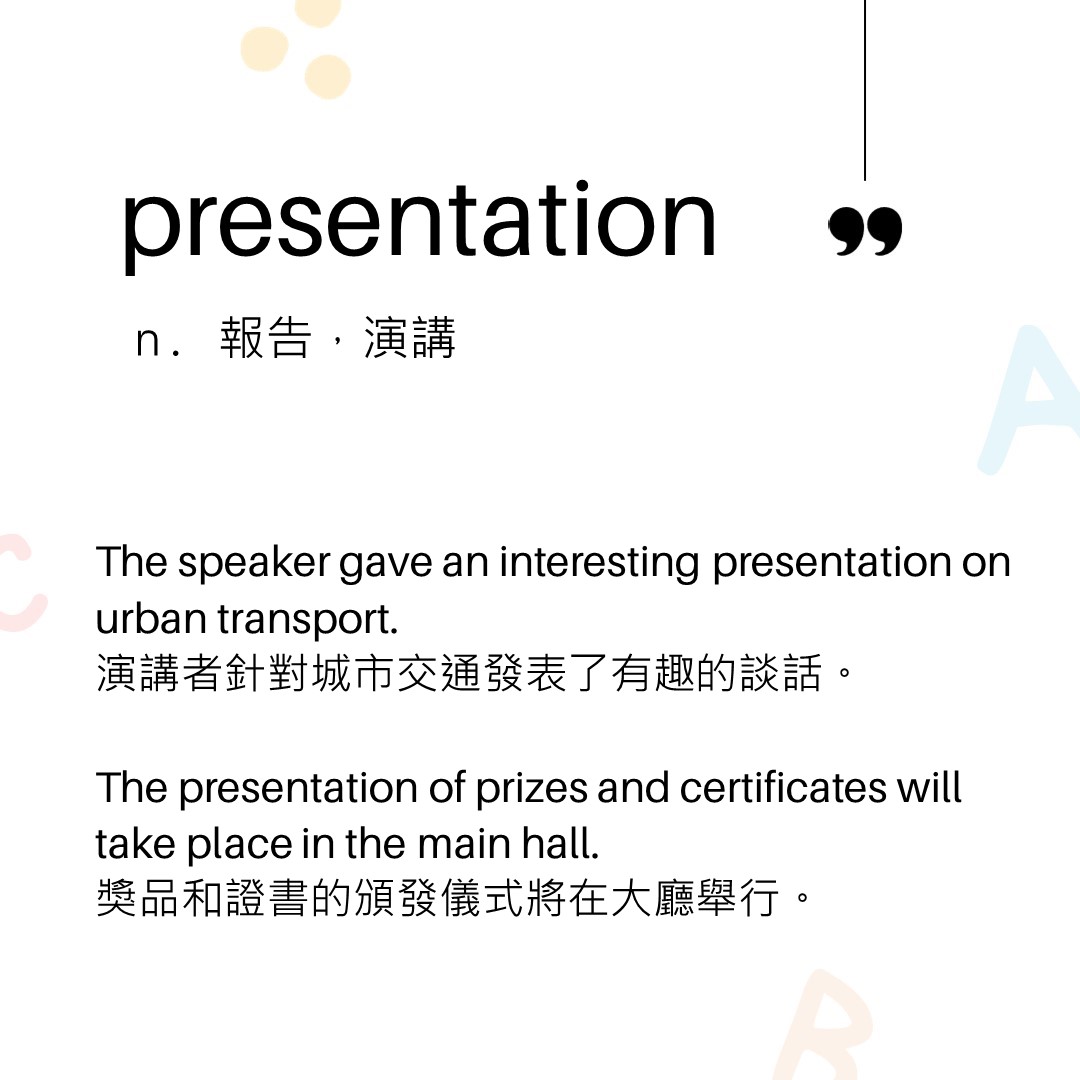 presentation ”
n. 報告，演講
A
C
The speaker gave an interesting presentation on
urban transport.
演講者針對城市交通發表了有趣的談話。
The presentation of prizes and certificates will
take place in the main hall.
獎品和證書的頒發儀式將在大廳舉行。
B